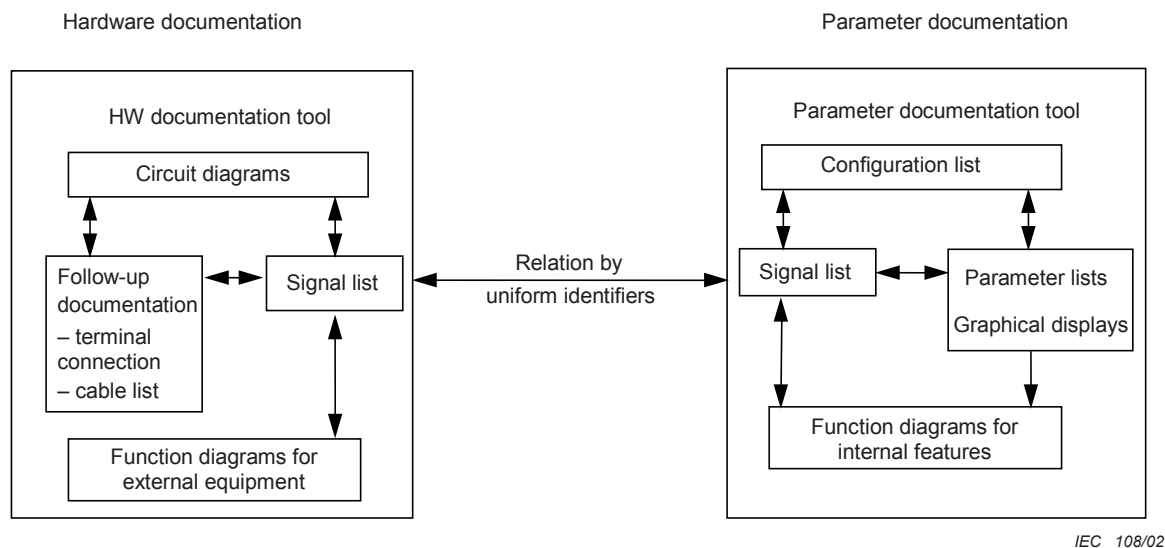 Hardware documentation
Parameter documentation
HW documentation tool
Circuit diagrams
Follow-up
documentation
– terminal
connection
– cable list
Signal list
Function diagrams for
external equipment
Relation by
uniform identifiers
Parameter documentation tool
Configuration list
Signal list
Parameter lists
Graphical displays
Function diagrams for
internal features
IEC 108/02